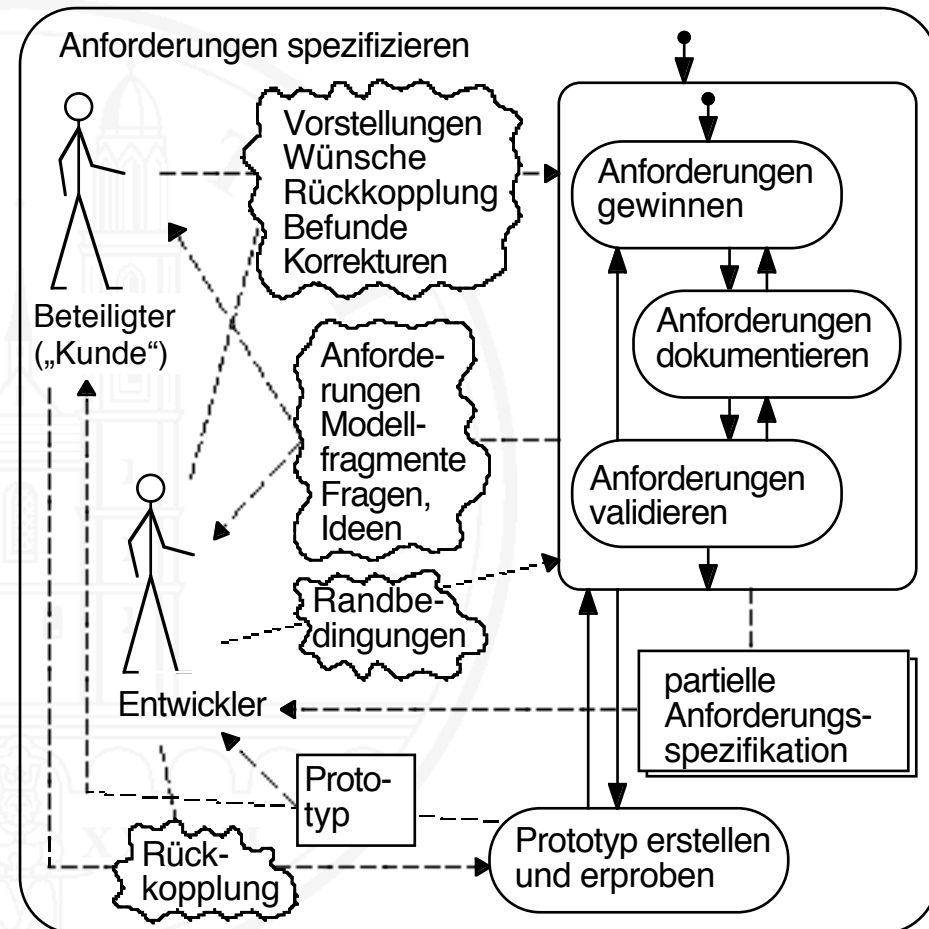 Anforderungen spezifizieren
Vorstellungen
Wünsche
Rückkopplung
Befunde
Korrekturen
Anforderungen
gewinnen
Beteiligter
(„Kunde“)
Anforderungen
dokumentieren
Anforde-
rungen
Modell-
fragmente
Fragen,
Ideen
Anforderungen
validieren
Randbe-
dingungen
Entwickler
partielle
Anforderungs-
spezifikation
Proto-
typ
Prototyp erstellen
und erproben
Rück-
kopplung